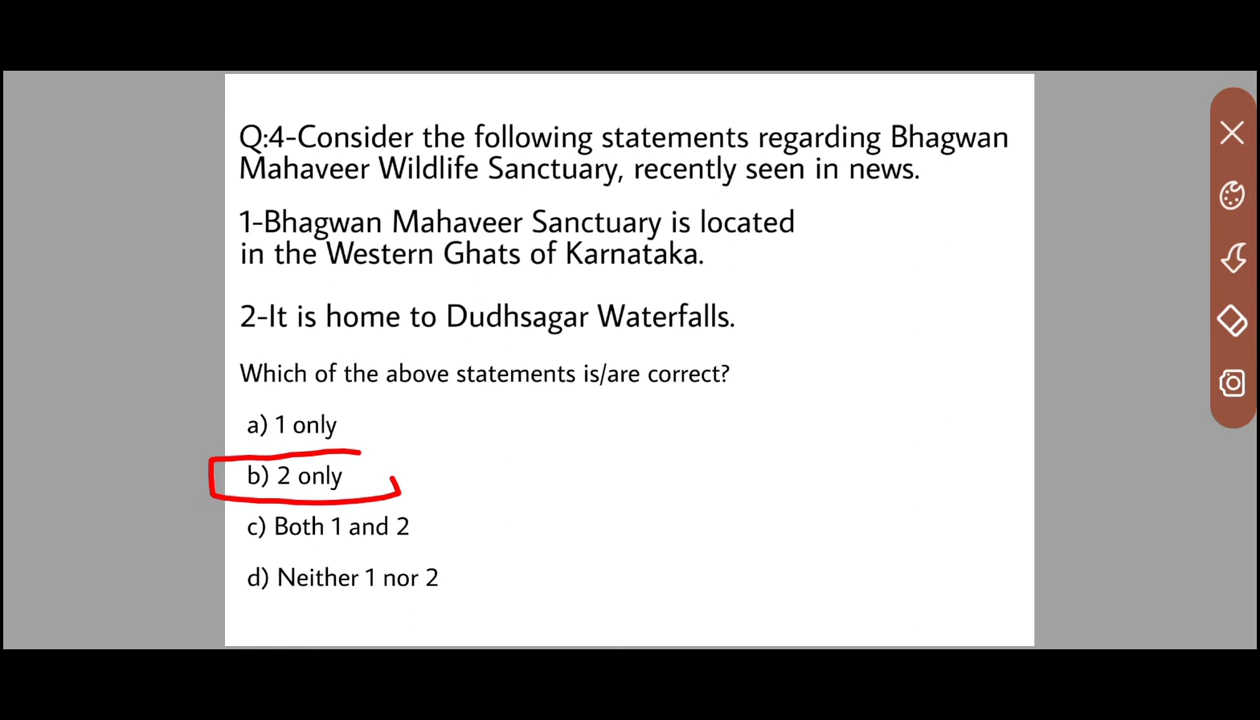 Q:4-Consider the following statements regarding Bhagwan
Mahaveer Wildlife Sanctuary, recently seen in news.
1-Bhagwan Mahaveer Sanctuary is located
in the Western Ghats of Karnataka.
2-It is home to Dudhsagar Waterfalls.
Which of the above statements is/are correct?
a) 1 only
b) 2 only
c) Both 1 and 2
d) Neither 1 nor 2